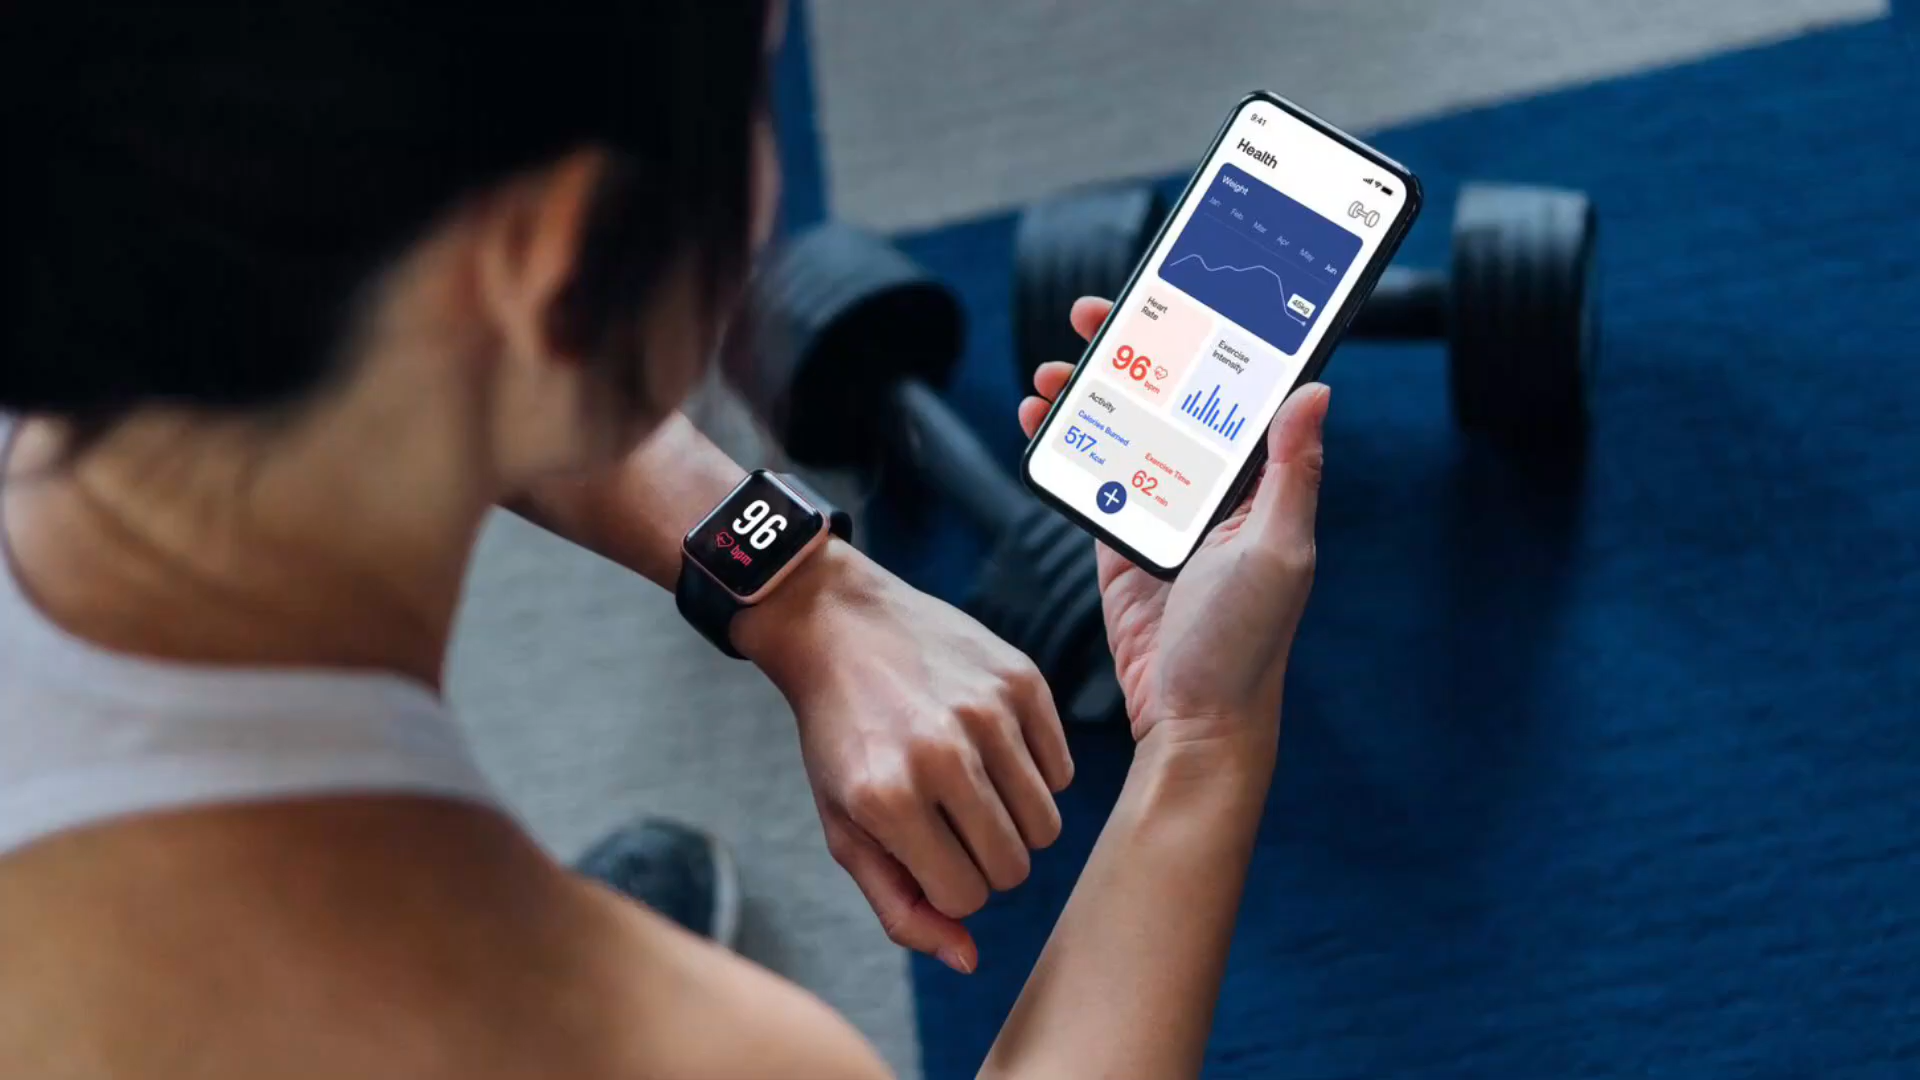 9:41
Health
Weight
Jan Feb Mar Apr May Jun
45kg
Heart
Rate
96 bpm
Exercise
Intensity
Activity
Calories Burned
517 Kcal
Exercise Time
62 min
96
bpm